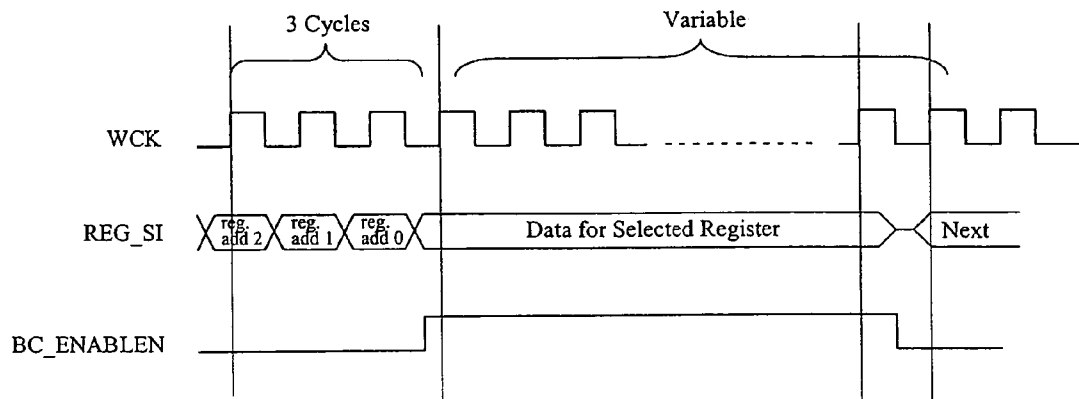 3 Cycles
Variable
WCK
REG_SI
reg.
add 2
reg.
add 1
reg.
add 0
Data for Selected Register
Next
BC_ENABLEN